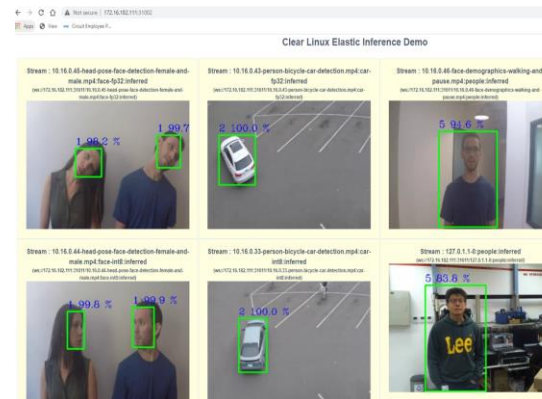 Not secure | 172.16.182.111:31052
Apps
New
Clear Linux Elastic Inference Demo
Stream : 10.16.0.45-head-pose-face-detection-female-and-
male.mp4:face-fp32:inferred
Stream : 10.16.0.43-person-bicycle-car-detection.mp4:car-
fp32:inferred
Stream : 10.16.0.46-face-demographics-walking-and
pause.mp4:people:inferred
1 98.2 %
1 99.7
2 100.0 %
5 94.6 %
Stream : 10.16.0.44-head-pose-face-detection-female-and-
male.mp4:face-int8:inferred
Stream : 10.16.0.33-person-bicycle-car-detection.mp4:car-
int8:inferred
Stream : 127.0.1.1-0:people:inferred
1 99.8 %
1 99.9 %
2 100.0 %
5 83.8 %
Lee